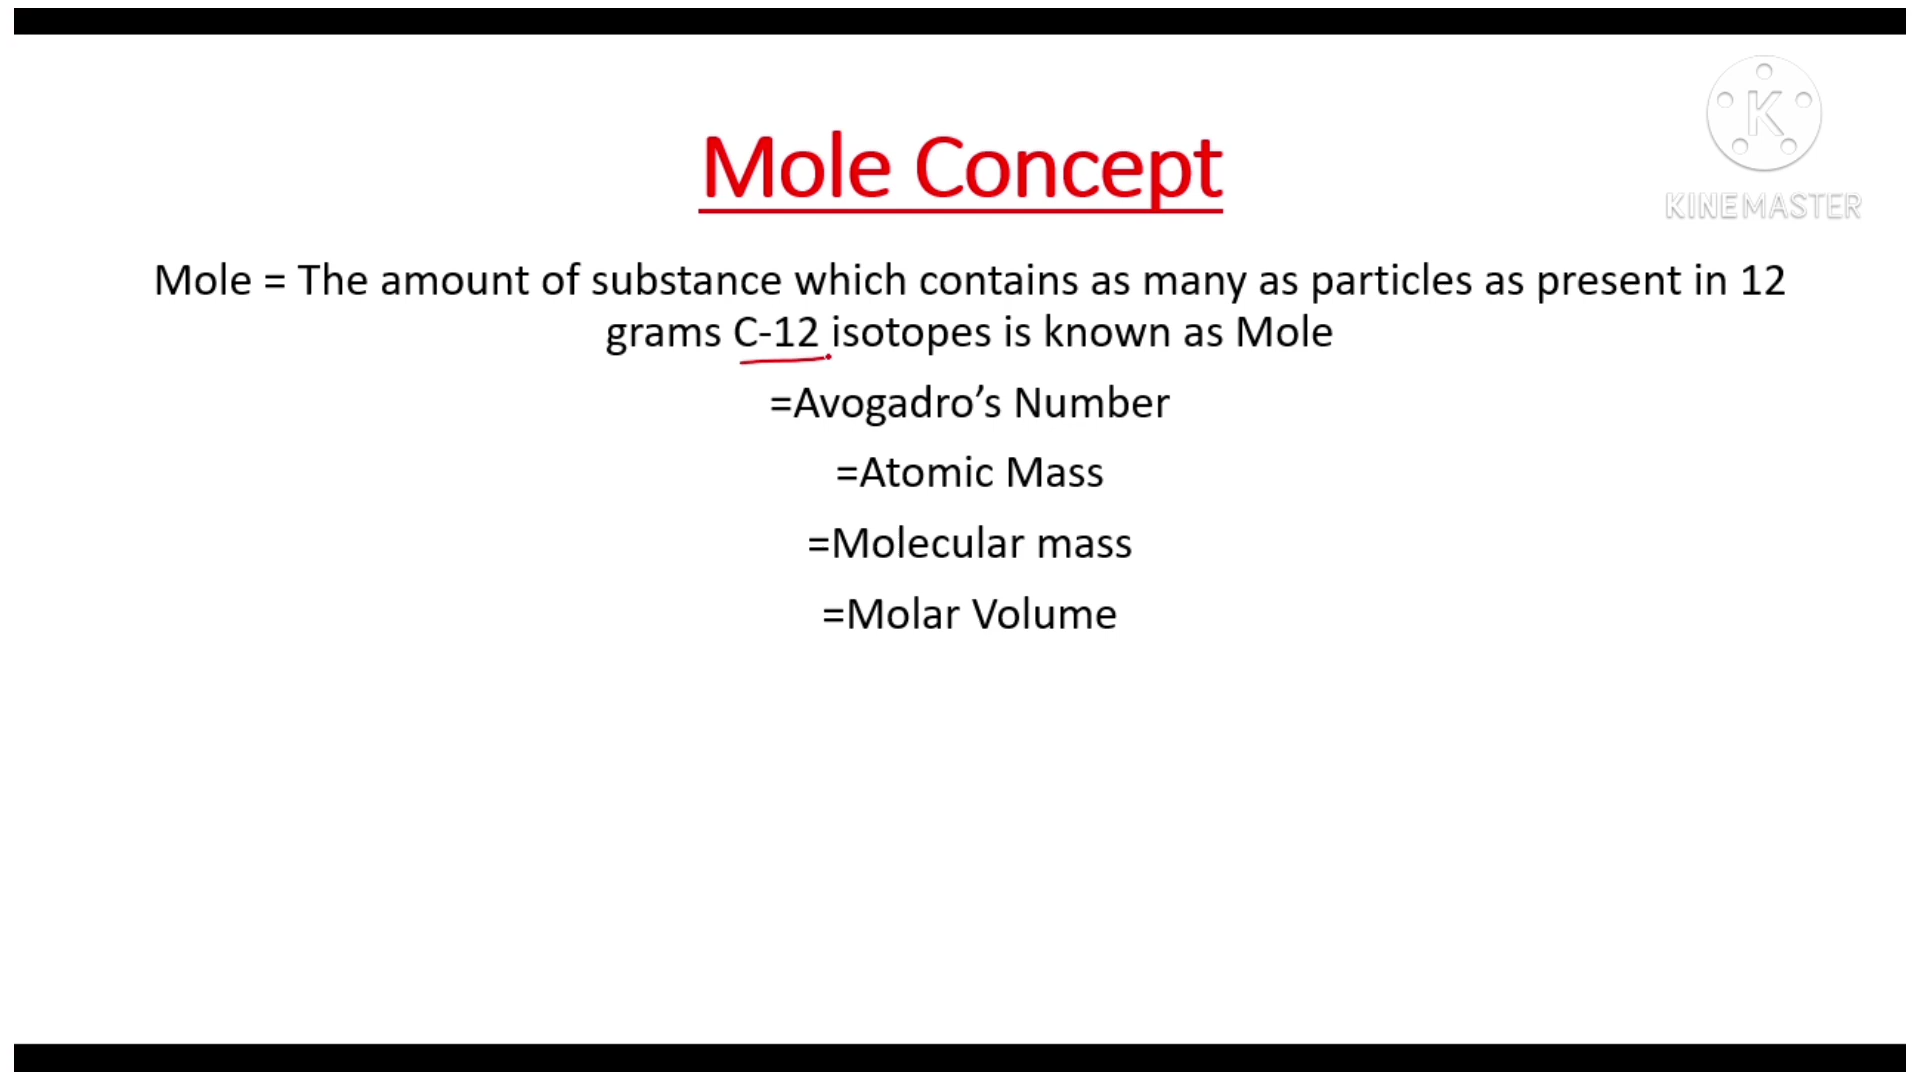 K
KINEMASTER
Mole Concept
Mole = The amount of substance which contains as many as particles as present in 12
grams C-12 isotopes is known as Mole
=Avogadro’s Number
=Atomic Mass
=Molecular mass
=Molar Volume